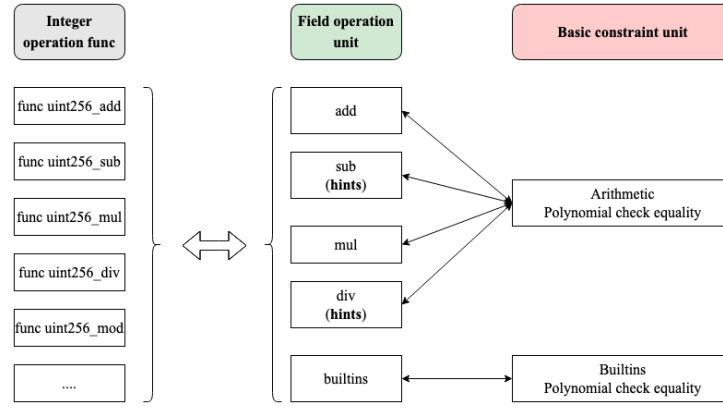 Integer
operation func
Field operation
unit
Basic constraint unit
func uint256_add
func uint256_sub
func uint256_mul
func uint256_div
func uint256_mod
....
add
sub
(hints)
mul
div
(hints)
builtins
Arithmetic
Polynomial check equality
Builtins
Polynomial check equality